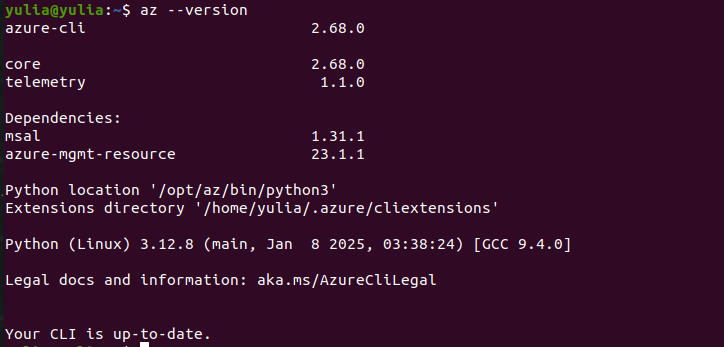 yulia@yulia:~$ az --version
azure-cli 2.68.0
core 2.68.0
telemetry 1.1.0
Dependencies:
msal 1.31.1
azure-mgmt-resource 23.1.1
Python location '/opt/az/bin/python3'
Extensions directory '/home/yulia/.azure/cliextensions'
Python (Linux) 3.12.8 (main, Jan  8 2025, 03:38:24) [GCC 9.4.0]
Legal docs and information: aka.ms/AzureCliLegal
Your CLI is up-to-date.